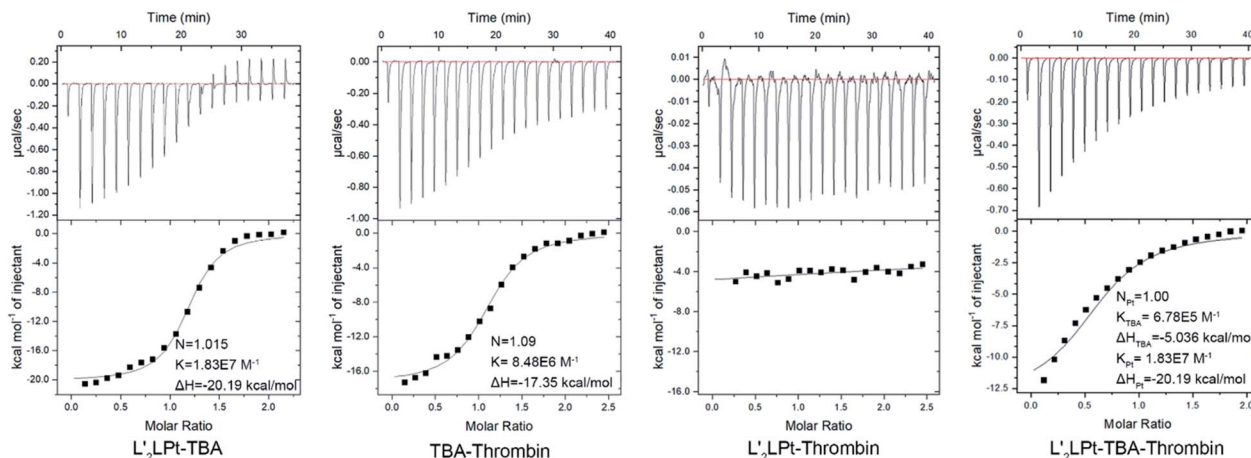 Time (min)
0 10 20 30 40
0.20
0.00
-0.20
-0.40
-0.60
-0.80
-1.00
-1.20
µcal/sec
0.0
-4.0
-8.0
-12.0
-16.0
-20.0
kcal mol⁻¹ of injectant
N=1.015
K=1.83E7 M⁻¹
ΔH=-20.19 kcal/mol
0.0 0.5 1.0 1.5 2.0
Molar Ratio
L'₂LPt-TBA
Time (min)
0 10 20 30 40
0.00
-0.20
-0.40
-0.60
-0.80
-1.00
µcal/sec
0.0
-4.0
-8.0
-12.0
-16.0
kcal mol⁻¹ of injectant
N=1.09
K= 8.48E6 M⁻¹
ΔH=-17.35 kcal/mol
0.0 0.5 1.0 1.5 2.0 2.5
Molar Ratio
TBA-Thrombin
Time (min)
0 10 20 30 40
0.01
0.00
-0.01
-0.02
-0.03
-0.04
-0.05
-0.06
µcal/sec
0.0
-4.0
-8.0
-12.0
-16.0
kcal mol⁻¹ of injectant
0.0 0.5 1.0 1.5 2.0 2.5
Molar Ratio
L'₂LPt-Thrombin
Time (min)
0 10 20 30 40
0.00
-0.10
-0.20
-0.30
-0.40
-0.50
-0.60
-0.70
µcal/sec
0.0
-2.5
-5.0
-7.5
-10.0
-12.5
kcal mol⁻¹ of injectant
N_Pt=1.00
K_TBA= 6.78E5 M⁻¹
ΔH_TBA=-5.036 kcal/mol
K_Pt= 1.83E7 M⁻¹
ΔH_Pt=-20.19 kcal/mol
0.0 0.5 1.0 1.5 2.0
Molar Ratio
L'₂LPt-TBA-Thrombin